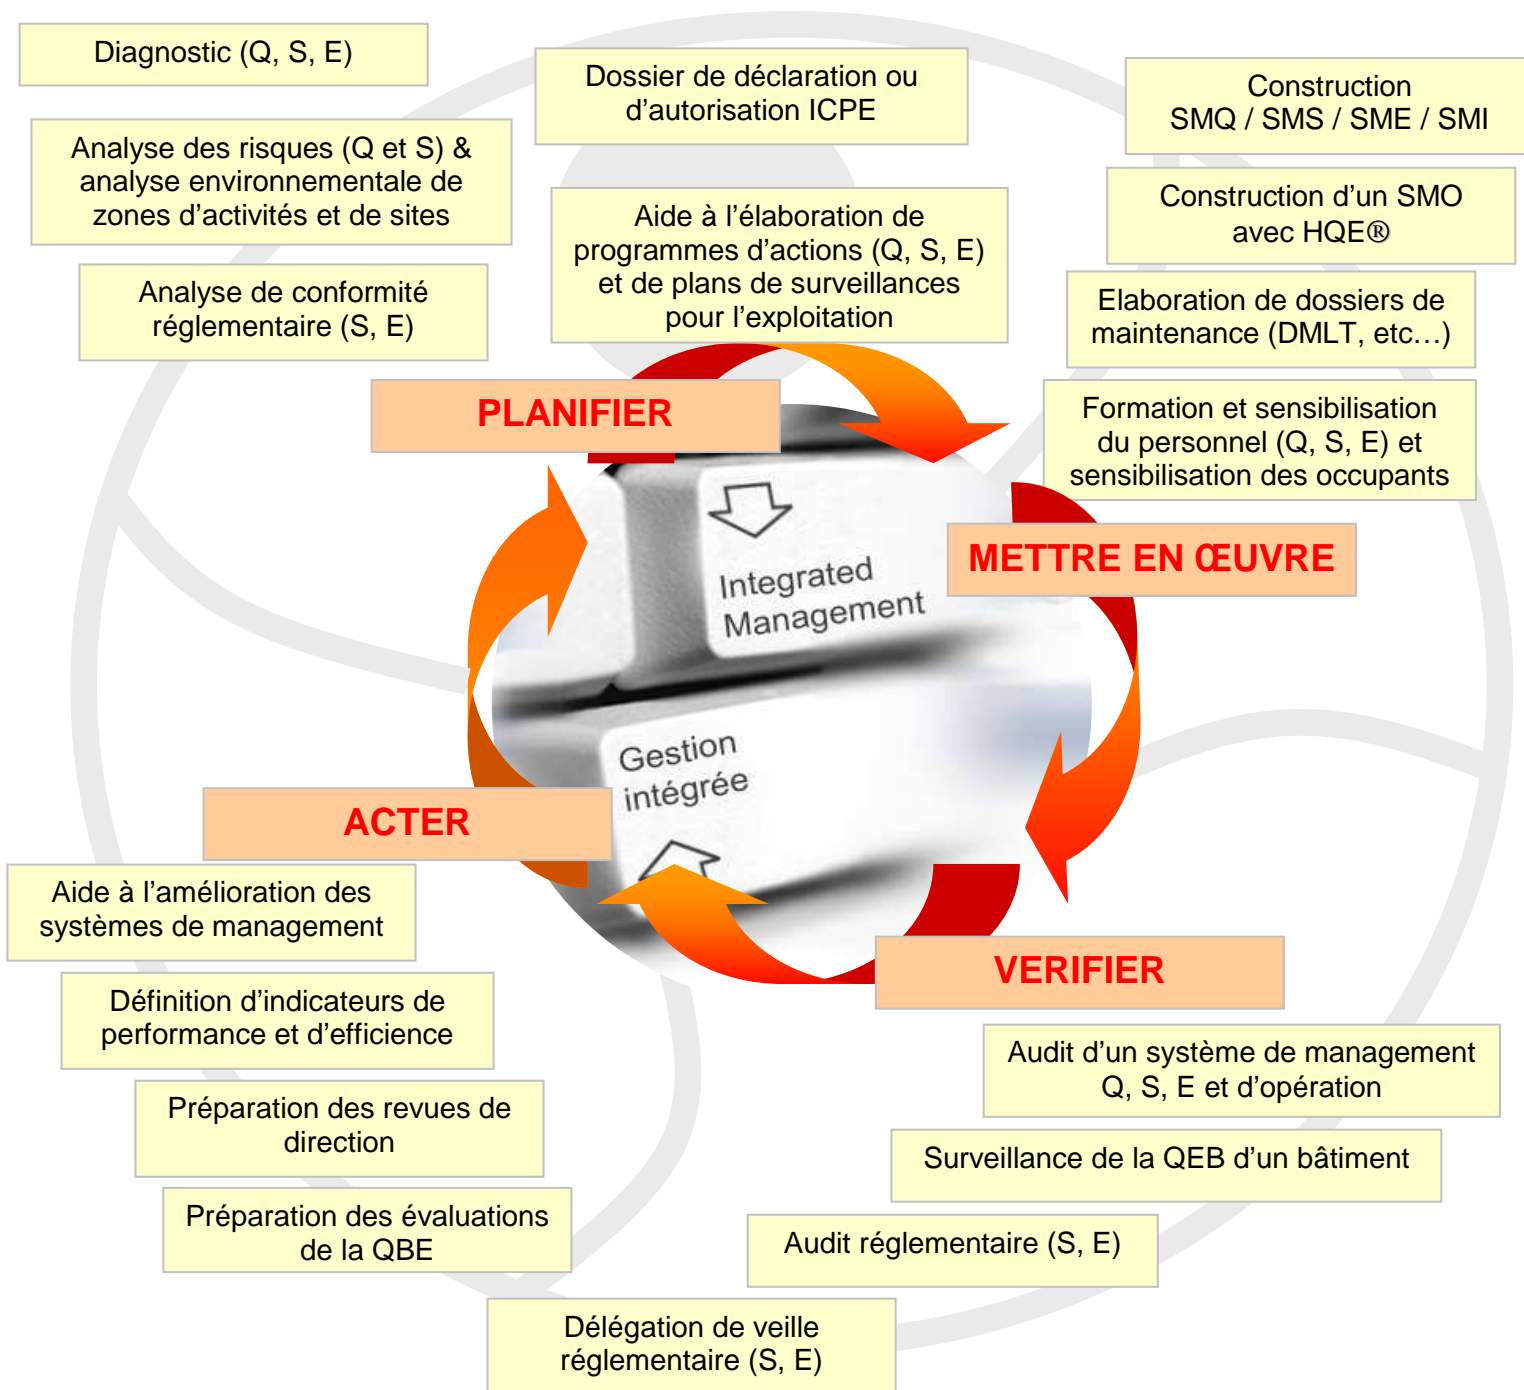 Diagnostic (Q, S, E)
Analyse des risques (Q et S) &
analyse environnementale de
zones d'activités et de sites
Analyse de conformité
réglementaire (S, E)
Dossier de déclaration ou
d'autorisation ICPE
Aide à l'élaboration de
programmes d'actions (Q, S, E)
et de plans de surveillances
pour l'exploitation
PLANIFIER
Construction
SMQ / SMS / SME / SMI
Construction d'un SMO
avec HQE®
Elaboration de dossiers de
maintenance (DMLT, etc…)
Formation et sensibilisation
du personnel (Q, S, E) et
sensibilisation des occupants
METTRE EN ŒUVRE
Integrated
Management
Gestion
intégrée
VERIFIER
Audit d'un système de management
Q, S, E et d'opération
Surveillance de la QEB d'un bâtiment
Audit réglementaire (S, E)
Délégation de veille
réglementaire (S, E)
ACTER
Aide à l'amélioration des
systèmes de management
Définition d'indicateurs de
performance et d'efficience
Préparation des revues de
direction
Préparation des évaluations
de la QBE